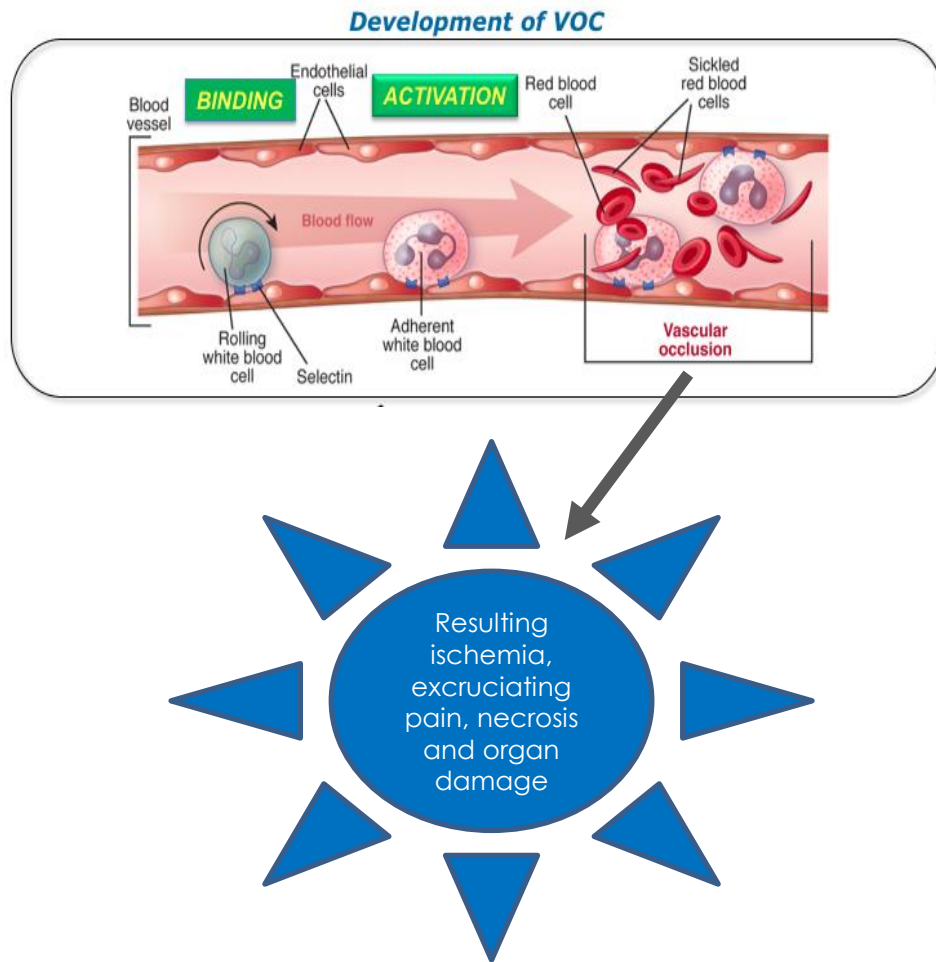 Development of VOC
Blood
vessel
BINDING
Endothelial
cells
ACTIVATION
Red blood
cell
Sickled
red blood
cells
Blood flow
Rolling
white blood
cell
Selectin
Adherent
white blood cell
Vascular
occlusion
Resulting
ischemia,
excruciating
pain, necrosis
and organ
damage